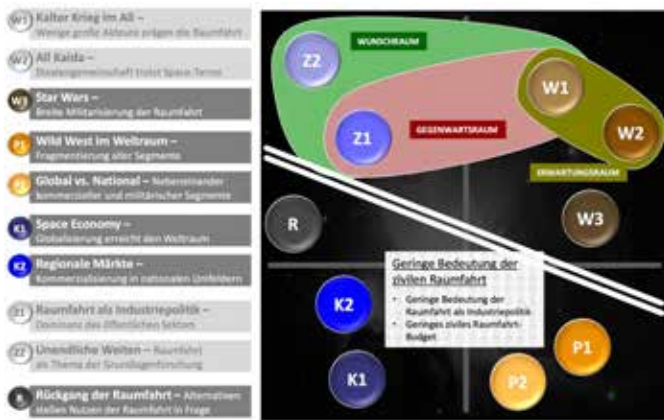 W1 Kalter Krieg im All –
Wenige große Akteure prägen die Raumfahrt
W2 All Kaida –
Staatengemeinschaft trotzt Space-Terror
W3 Star Wars –
Breite Militarisierung der Raumfahrt
P1 Wild West im Weltraum –
Fragmentierung aller Segmente
P2 Global vs. National – Nebeneinander
kommerzieller und militärischer Segmente
K1 Space Economy –
Globalisierung erreicht den Weltraum
K2 Regionale Märkte –
Kommerzialisierung in nationalen Umfeldern
Z1 Raumfahrt als Industriepolitik –
Dominanz des öffentlichen Sektors
Z2 Unendliche Weiten – Raumfahrt
als Thema der Grundlagenforschung
R Rückgang der Raumfahrt – Alternativen
stellen Nutzen der Raumfahrt in Frage
WUNSCHRAUM
Z2
W1
Z1
GEGENWARTSRAUM
W2
ERWARTUNGSRAUM
R
W3
Geringe Bedeutung der
zivilen Raumfahrt
• Geringe Bedeutung der
Raumfahrt als Industriepolitik
• Geringes ziviles Raumfahrt-
Budget
K2
P1
K1
P2